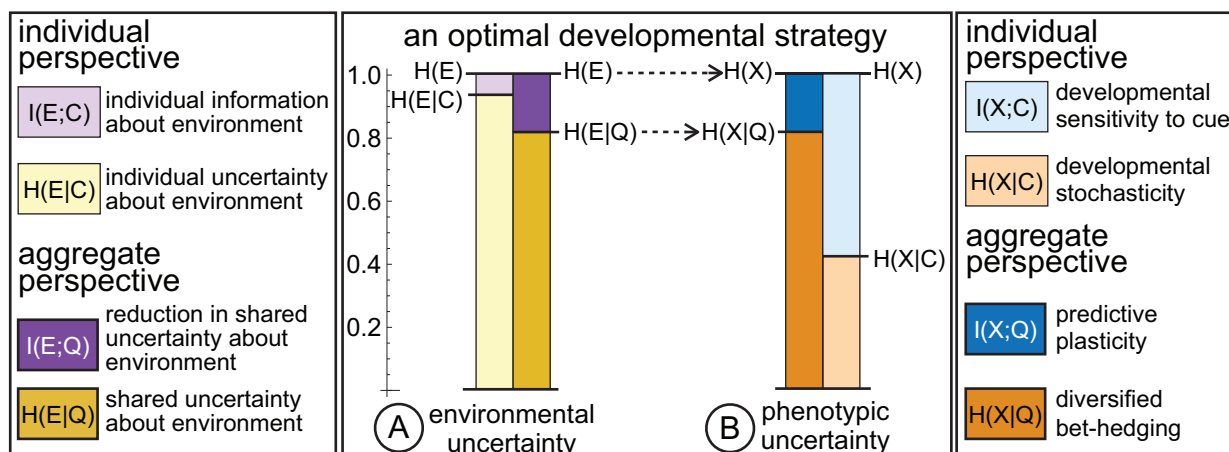 individual
perspective
I(E;C)
individual information
about environment
H(E|C)
individual uncertainty
about environment
aggregate
perspective
I(E;Q)
reduction in shared
uncertainty about
environment
H(E|Q)
shared uncertainty
about environment
an optimal developmental strategy
1.0
0.8
0.6
0.4
0.2
H(E)
H(E|C)
H(E)
H(E|Q)
H(X)
H(X|Q)
H(X)
H(X|C)
A environmental
uncertainty
B phenotypic
uncertainty
individual
perspective
I(X;C)
developmental
sensitivity to cue
H(X|C)
developmental
stochasticity
aggregate
perspective
I(X;Q)
predictive
plasticity
H(X|Q)
diversified
bet-hedging